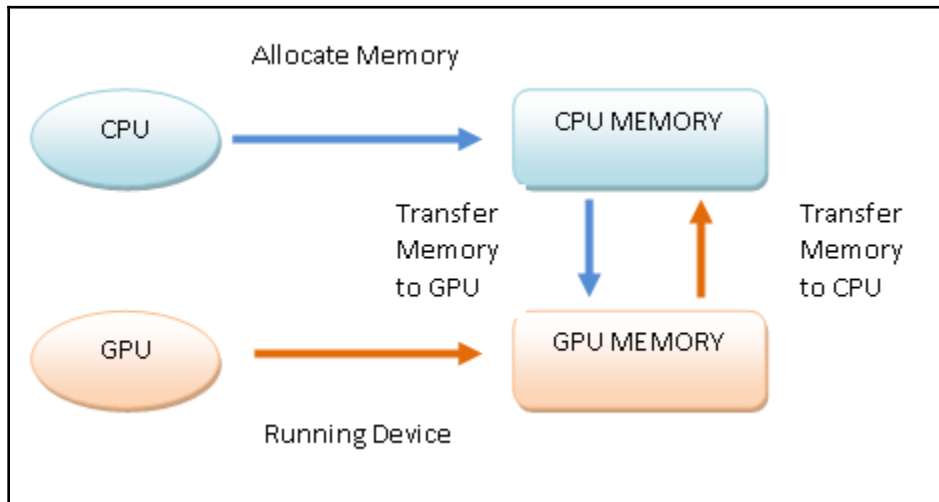 Allocate Memory
CPU
CPU MEMORY
Transfer
Memory
to GPU
Transfer
Memory
to CPU
GPU
GPU MEMORY
Running Device